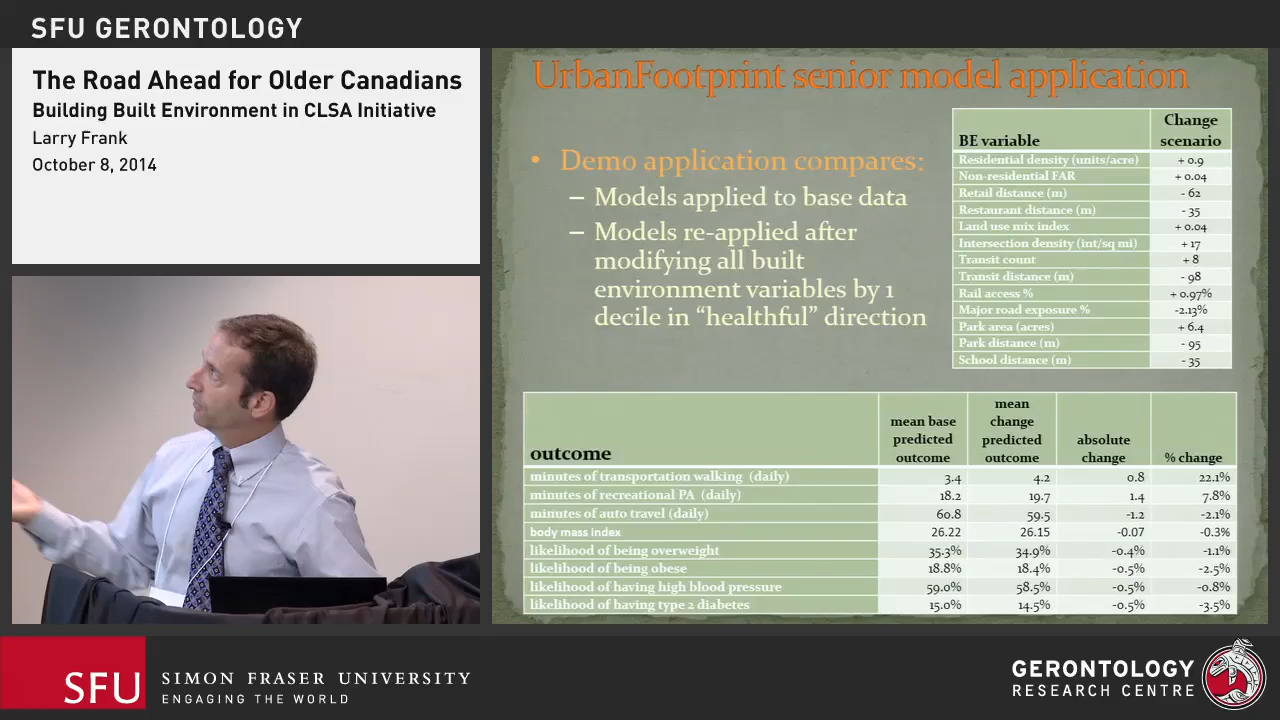 SFU GERONTOLOGY
The Road Ahead for Older Canadians
Building Built Environment in CLSA Initiative
Larry Frank
October 8, 2014
UrbanFootprint senior model application
• Demo application compares:
– Models applied to base data
– Models re-applied after
modifying all built
environment variables by 1
decile in “healthful” direction
BE variable Change scenario
Residential density (units/acre) + 0.9
Non-residential FAR + 0.04
Retail distance (m) - 62
Restaurant distance (m) - 35
Land use mix index + 0.04
Intersection density (int/sq mi) + 17
Transit count + 8
Transit distance (m) - 98
Rail access % + 0.97%
Major road exposure % -2.13%
Park area (acres) + 6.4
Park distance (m) - 95
School distance (m) - 35
outcome mean base predicted outcome mean change predicted outcome absolute change % change
minutes of transportation walking (daily) 3.4 4.2 0.8 22.1%
minutes of recreational PA (daily) 18.2 19.7 1.4 7.8%
minutes of auto travel (daily) 60.8 59.5 -1.2 -2.1%
body mass index 26.22 26.15 -0.07 -0.3%
likelihood of being overweight 35.3% 34.9% -0.4% -1.1%
likelihood of being obese 18.8% 18.4% -0.5% -2.5%
likelihood of having high blood pressure 59.0% 58.5% -0.5% -0.8%
likelihood of having type 2 diabetes 15.0% 14.5% -0.5% -3.5%
SFU
SIMON FRASER UNIVERSITY
ENGAGING THE WORLD
GERONTOLOGY
RESEARCH CENTRE